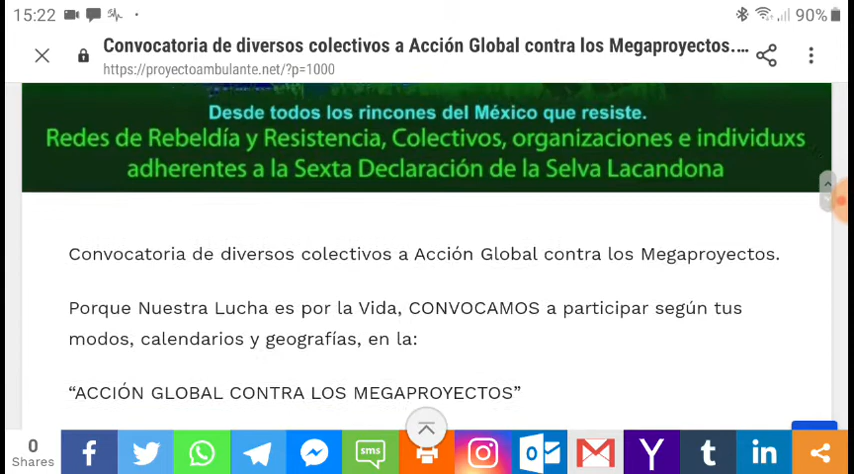 15:22
90%
Convocatoria de diversos colectivos a Acción Global contra los Megaproyectos....
https://proyectoambulante.net/?p=1000
Desde todos los rincones del México que resiste.
Redes de Rebeldía y Resistencia, Colectivos, organizaciones e individuxs
adherentes a la Sexta Declaración de la Selva Lacandona
Convocatoria de diversos colectivos a Acción Global contra los Megaproyectos.
Porque Nuestra Lucha es por la Vida, CONVOCAMOS a participar según tus
modos, calendarios y geografías, en la:
“ACCIÓN GLOBAL CONTRA LOS MEGAPROYECTOS”
0
Shares
sms